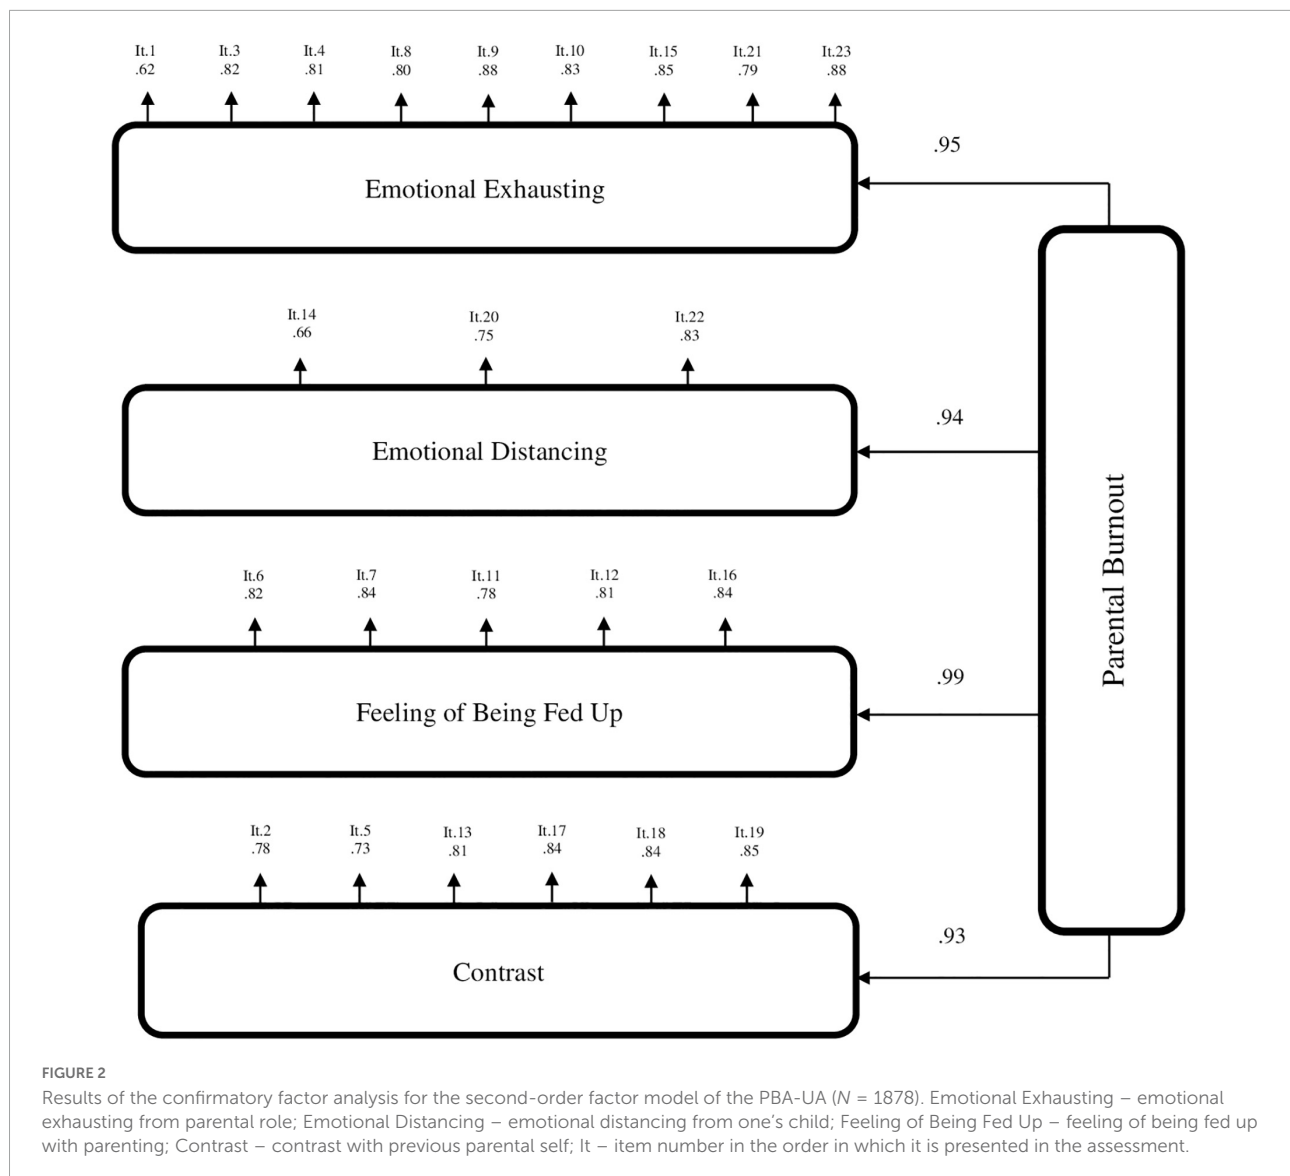 It.1 It.3 It.4 It.8 It.9 It.10 It.15 It.21 It.23
.62 .82 .81 .80 .88 .83 .85 .79 .88
.95
Emotional Exhausting
It.14 It.20 It.22
.66 .75 .83
.94
Emotional Distancing
Parental Burnout
It.6 It.7 It.11 It.12 It.16
.82 .84 .78 .81 .84
.99
Feeling of Being Fed Up
It.2 It.5 It.13 It.17 It.18 It.19
.78 .73 .81 .84 .84 .85
.93
Contrast
FIGURE 2
Results of the confirmatory factor analysis for the second-order factor model of the PBA-UA (N = 1878). Emotional Exhausting – emotional
exhausting from parental role; Emotional Distancing – emotional distancing from one's child; Feeling of Being Fed Up – feeling of being fed up
with parenting; Contrast – contrast with previous parental self; It – item number in the order in which it is presented in the assessment.